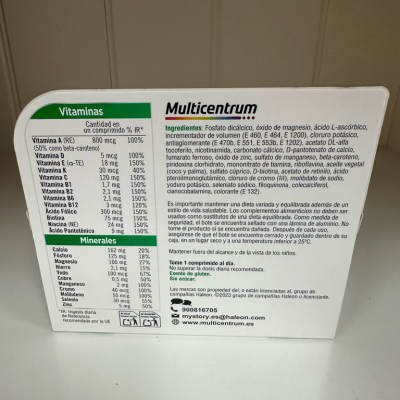 Vitaminas
Cantidad en
un comprimido % IR*
Vitamina A (RE) 800 mcg 100%
(50% como beta-caroteno)
Vitamina D 5 mcg 100%
Vitamina E (α-TE) 18 mg 150%
Vitamina K 30 mcg 40%
Vitamina C 120 mg 150%
Vitamina B1 1,7 mg 150%
Vitamina B2 2,1 mg 150%
Vitamina B6 2,1 mg 150%
Vitamina B12 3 mcg 120%
Ácido Fólico 300 mcg 150%
Biotina 75 mcg 150%
Niacina (NE) 24 mg 150%
Ácido Pantoténico 9 mg 150%
Minerales
Calcio 162 mg 20%
Fósforo 125 mg 18%
Magnesio 100 mg 27%
Hierro 2,1 mg 15%
Yodo 100 mcg 67%
Cobre 0,5 mg 50%
Manganeso 2 mg 100%
Cromo 40 mcg 100%
Molibdeno 50 mcg 100%
Selenio 30 mcg 55%
Zinc 5 mg 50%
*IR: Ingesta diaria
de Referencia
recomendada por la UE
Multicentrum
Ingredientes: Fosfato dicálcico, óxido de magnesio, ácido L-ascórbico,
incrementador de volumen (E 460, E 464, E 1200), cloruro potásico,
antiaglomerante (E 470b, E 551, E 553b, E 1202), acetato DL-alfa
tocoferilo, nicotinamida, carbonato cálcico, D-pantotenato de calcio,
fumarato ferroso, óxido de zinc, sulfato de manganeso, beta-caroteno,
piridoxina clorhidrato, mononitrato de tiamina, riboflavina, aceite vegetal
(coco y palma), sulfato cúprico, D-biotina, acetato de retinilo, ácido
pteroilmonoglutámico, cloruro de cromo (III), molibdato de sodio,
yoduro potásico, seleniato sódico, filoquinona, colecalciferol,
cianocobalamina, colorante (E 132).
Es importante mantener una dieta variada y equilibrada además de un
estilo de vida saludable. Los complementos alimenticios no deben ser
usados como sustitutos de una dieta equilibrada. Como medida de
seguridad, el bote se encuentra sellado y recubierto de aluminio. No
tome el producto si se encuentra dañado. Después de cada uso,
asegúrese de que el bote se encuentra cerrado y guardado dentro de su
caja, en un lugar seco y a una temperatura inferior a 25ºC.
Mantener fuera del alcance y de la vista de los niños.
Tome 1 comprimido al día.
No superar la dosis diaria recomendada.
Exento de gluten.
Sin azúcar.
Las marcas son propiedad del, o están licenciadas al, grupo de
compañías Haleon. ©2023 grupo de compañías Haleon o licenciante.
900816705
mystory.es@haleon.com
www.multicentrum.es